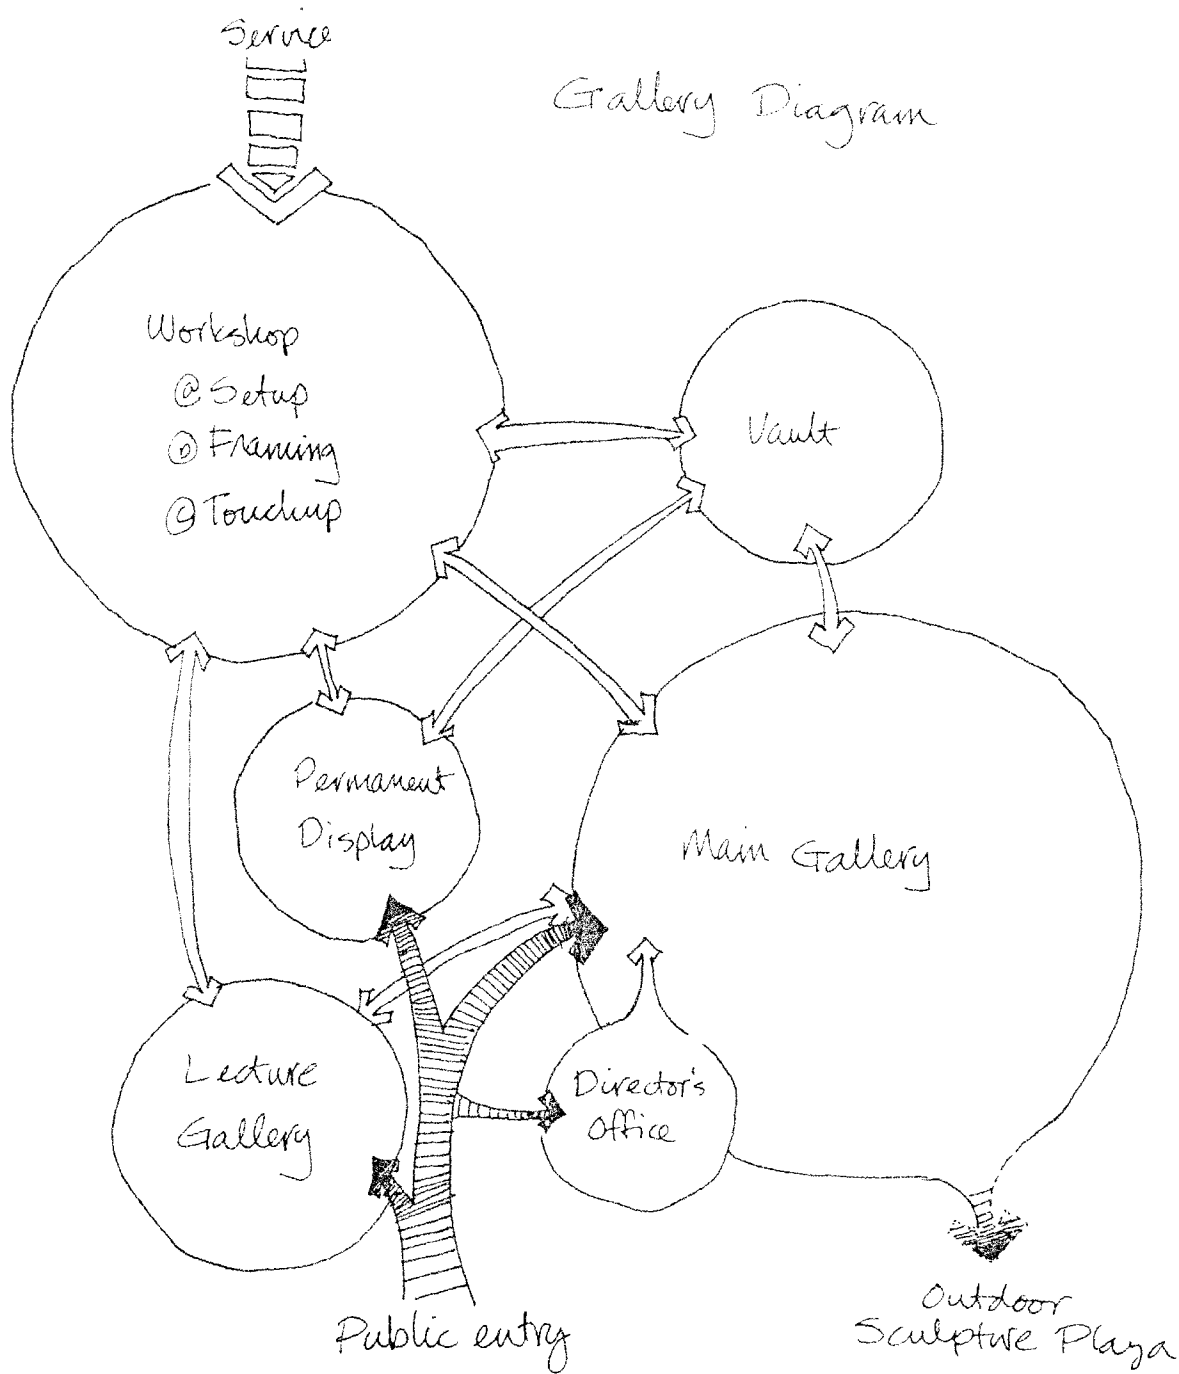 Service
Gallery Diagram
Workshop
ⓐ Setup
ⓑ Framing
ⓒ Touchup
Vault
Permanent
Display
Main Gallery
Lecture
Gallery
Director's
Office
Public entry
Outdoor
Sculpture Playa